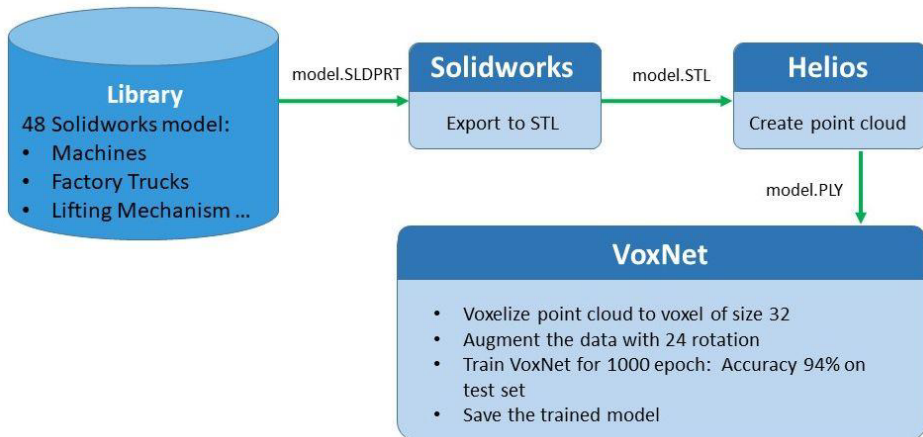 Library
48 Solidworks model:
• Machines
• Factory Trucks
• Lifting Mechanism ...
model.SLDPRT
Solidworks
Export to STL
model.STL
Helios
Create point cloud
model.PLY
VoxNet
• Voxelize point cloud to voxel of size 32
• Augment the data with 24 rotation
• Train VoxNet for 1000 epoch: Accuracy 94% on
test set
• Save the trained model